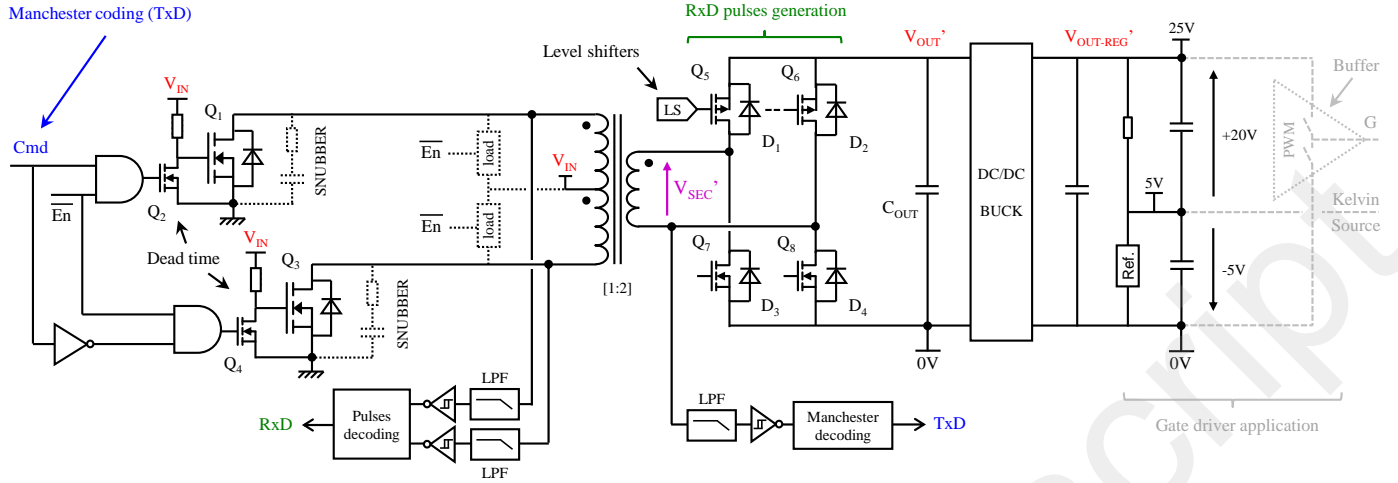 Manchester coding (TxD)
RxD pulses generation
Level shifters
V_OUT'
V_OUT-REG'
25V
Buffer
V_IN
Q1
Q5
Q6
LS
D1
D2
SNUBBER
En
load
V_IN
V_SEC'
Cmd
En
Q2
En
load
Dead time
V_IN
Q3
Q4
SNUBBER
[1:2]
Q7
Q8
D3
D4
C_OUT
DC/DC
BUCK
0V
+20V
5V
-5V
Ref.
0V
PWM
G
Kelvin
Source
Gate driver application
RxD
Pulses
decoding
LPF
LPF
LPF
Manchester
decoding
TxD
cript